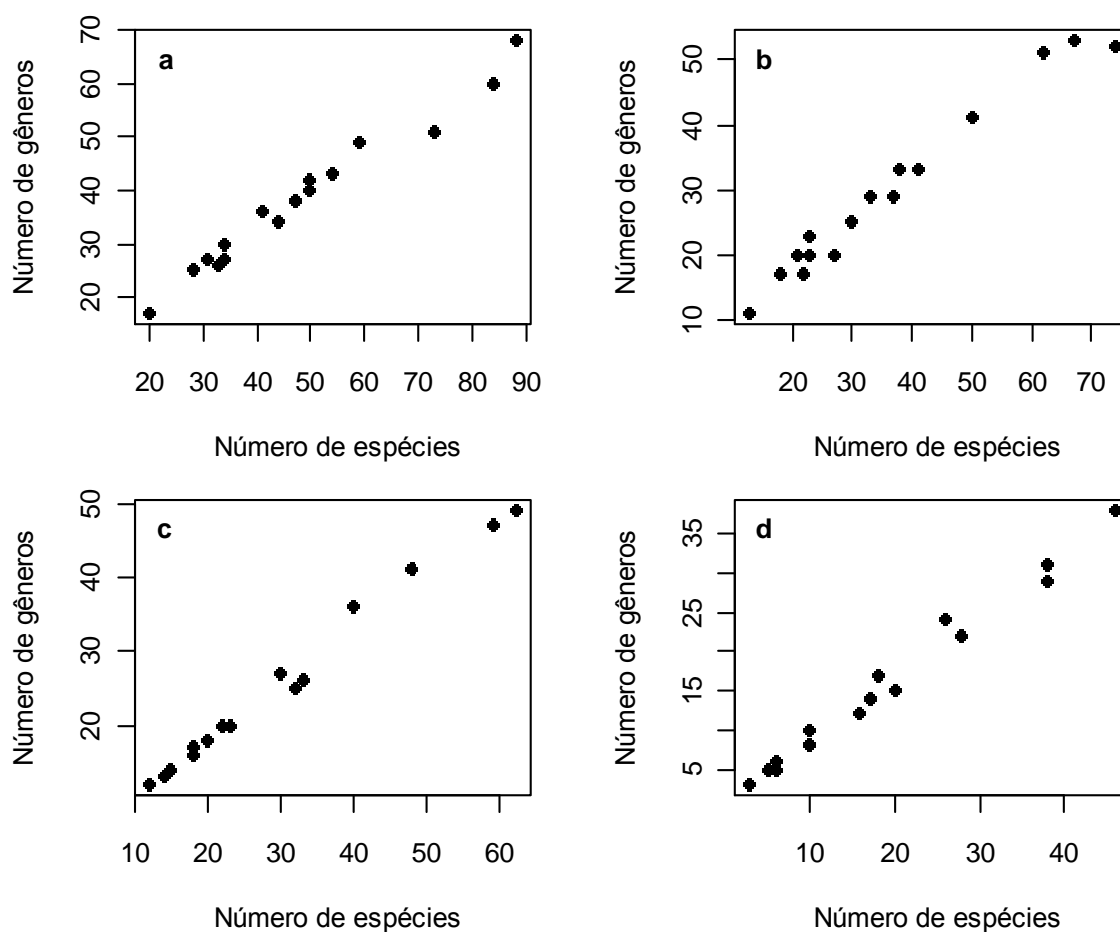 a
Número de gêneros
20 30 40 50 60 70
20 30 40 50 60 70 80 90
Número de espécies
b
Número de gêneros
10 20 30 40 50
20 30 40 50 60 70
Número de espécies
c
Número de gêneros
20 30 40 50
10 20 30 40 50 60
Número de espécies
d
Número de gêneros
5 15 25 35
10 20 30 40
Número de espécies